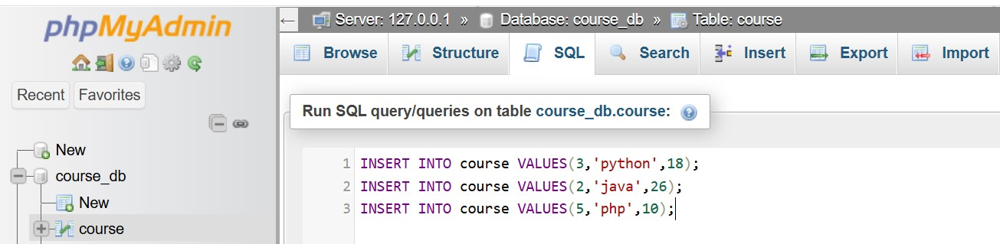 phpMyAdmin
Recent Favorites
New
course_db
New
course
← Server: 127.0.0.1 » Database: course_db » Table: course
Browse Structure SQL Search Insert Export Import
Run SQL query/queries on table course_db.course:
1 INSERT INTO course VALUES(3,'python',18);
2 INSERT INTO course VALUES(2,'java',26);
3 INSERT INTO course VALUES(5,'php',10);